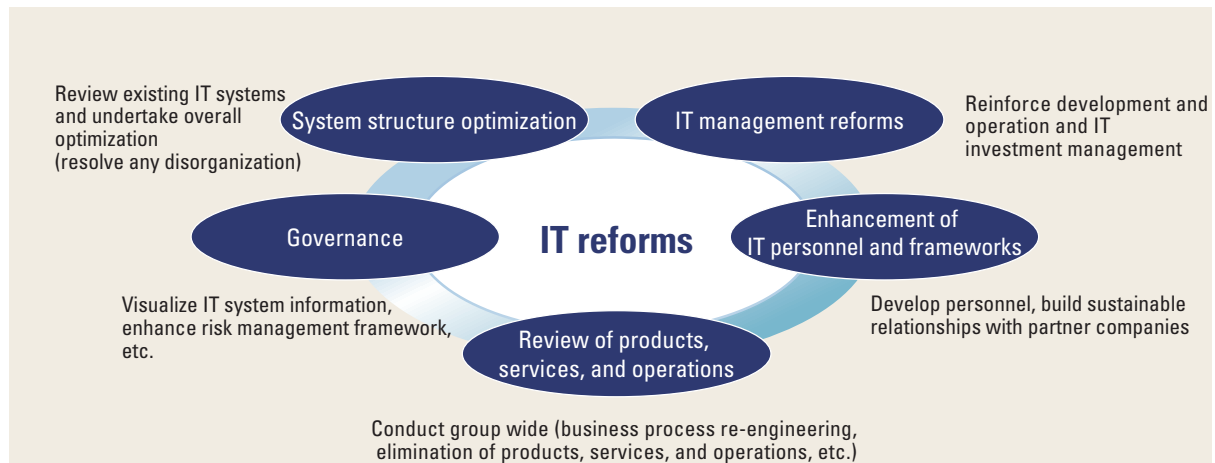 Review existing IT systems
and undertake overall
optimization
(resolve any disorganization)
System structure optimization
IT management reforms
Reinforce development and
operation and IT
investment management
Governance
IT reforms
Enhancement of
IT personnel and frameworks
Visualize IT system information,
enhance risk management framework,
etc.
Develop personnel, build sustainable
relationships with partner companies
Review of products,
services, and operations
Conduct group wide (business process re-engineering,
elimination of products, services, and operations, etc.)